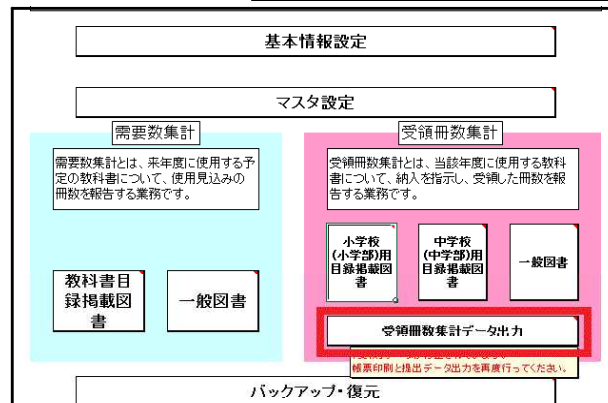 基本情報設定
マスタ設定
需要数集計
需要数集計とは、来年度に使用する予
定の教科書について、使用見込みの
冊数を報告する業務です。
教科書目
録掲載図
書
一般図書
受領冊数集計
受領冊数集計とは、当該年度に使用する教科
書について、納入を指示し、受領した冊数を報
告する業務です。
小学校
(小学部)用
目録掲載図
書
中学校
(中学部)用
目録掲載図
書
一般図書
受領冊数集計データ出力
帳票印刷と提出データ出力を再度行ってください。
バックアップ・復元